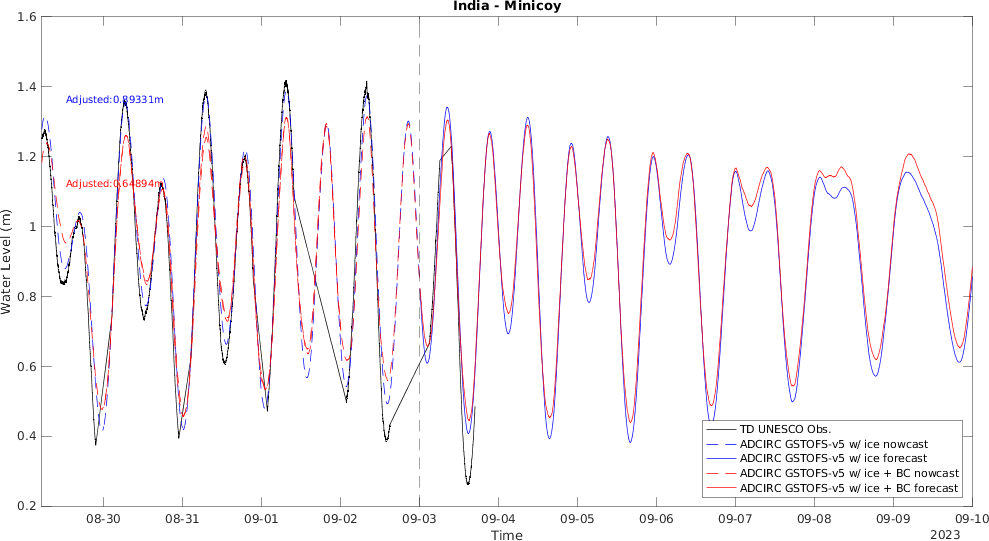 India - Minicoy
Water Level (m)
1.6
1.4
1.2
1
0.8
0.6
0.4
0.2
Adjusted:0.89331m
Adjusted:0.64894m
TD UNESCO Obs.
ADCIRC GSTOFS-v5 w/ ice nowcast
ADCIRC GSTOFS-v5 w/ ice forecast
ADCIRC GSTOFS-v5 w/ ice + BC nowcast
ADCIRC GSTOFS-v5 w/ ice + BC forecast
08-30 08-31 09-01 09-02 09-03 09-04 09-05 09-06 09-07 09-08 09-09 09-10
Time
2023